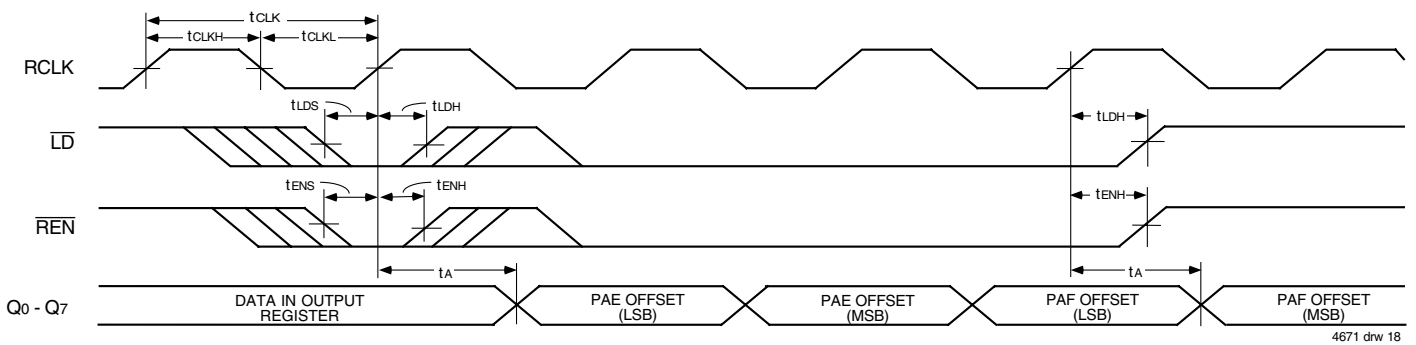 tCLK
tCLKH
tCLKL
RCLK
tLDS
tLDH
tLDH
LD
tENS
tENH
tENH
REN
tA
tA
Q0 - Q7
DATA IN OUTPUT
REGISTER
PAE OFFSET
(LSB)
PAE OFFSET
(MSB)
PAF OFFSET
(LSB)
PAF OFFSET
(MSB)
4671 drw 18